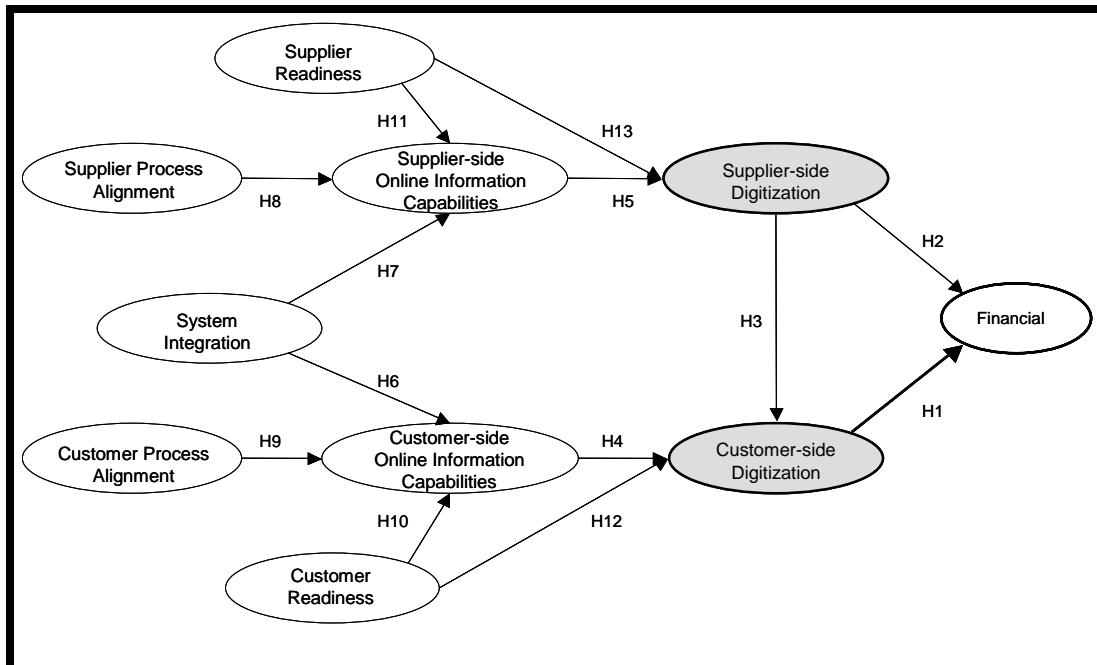 Supplier
Readiness
H11
H13
Supplier Process
Alignment
H8
Supplier-side
Online Information
Capabilities
H5
Supplier-side
Digitization
H2
H7
System
Integration
H3
Financial
H6
H1
Customer Process
Alignment
H9
Customer-side
Online Information
Capabilities
H4
Customer-side
Digitization
H10
H12
Customer
Readiness